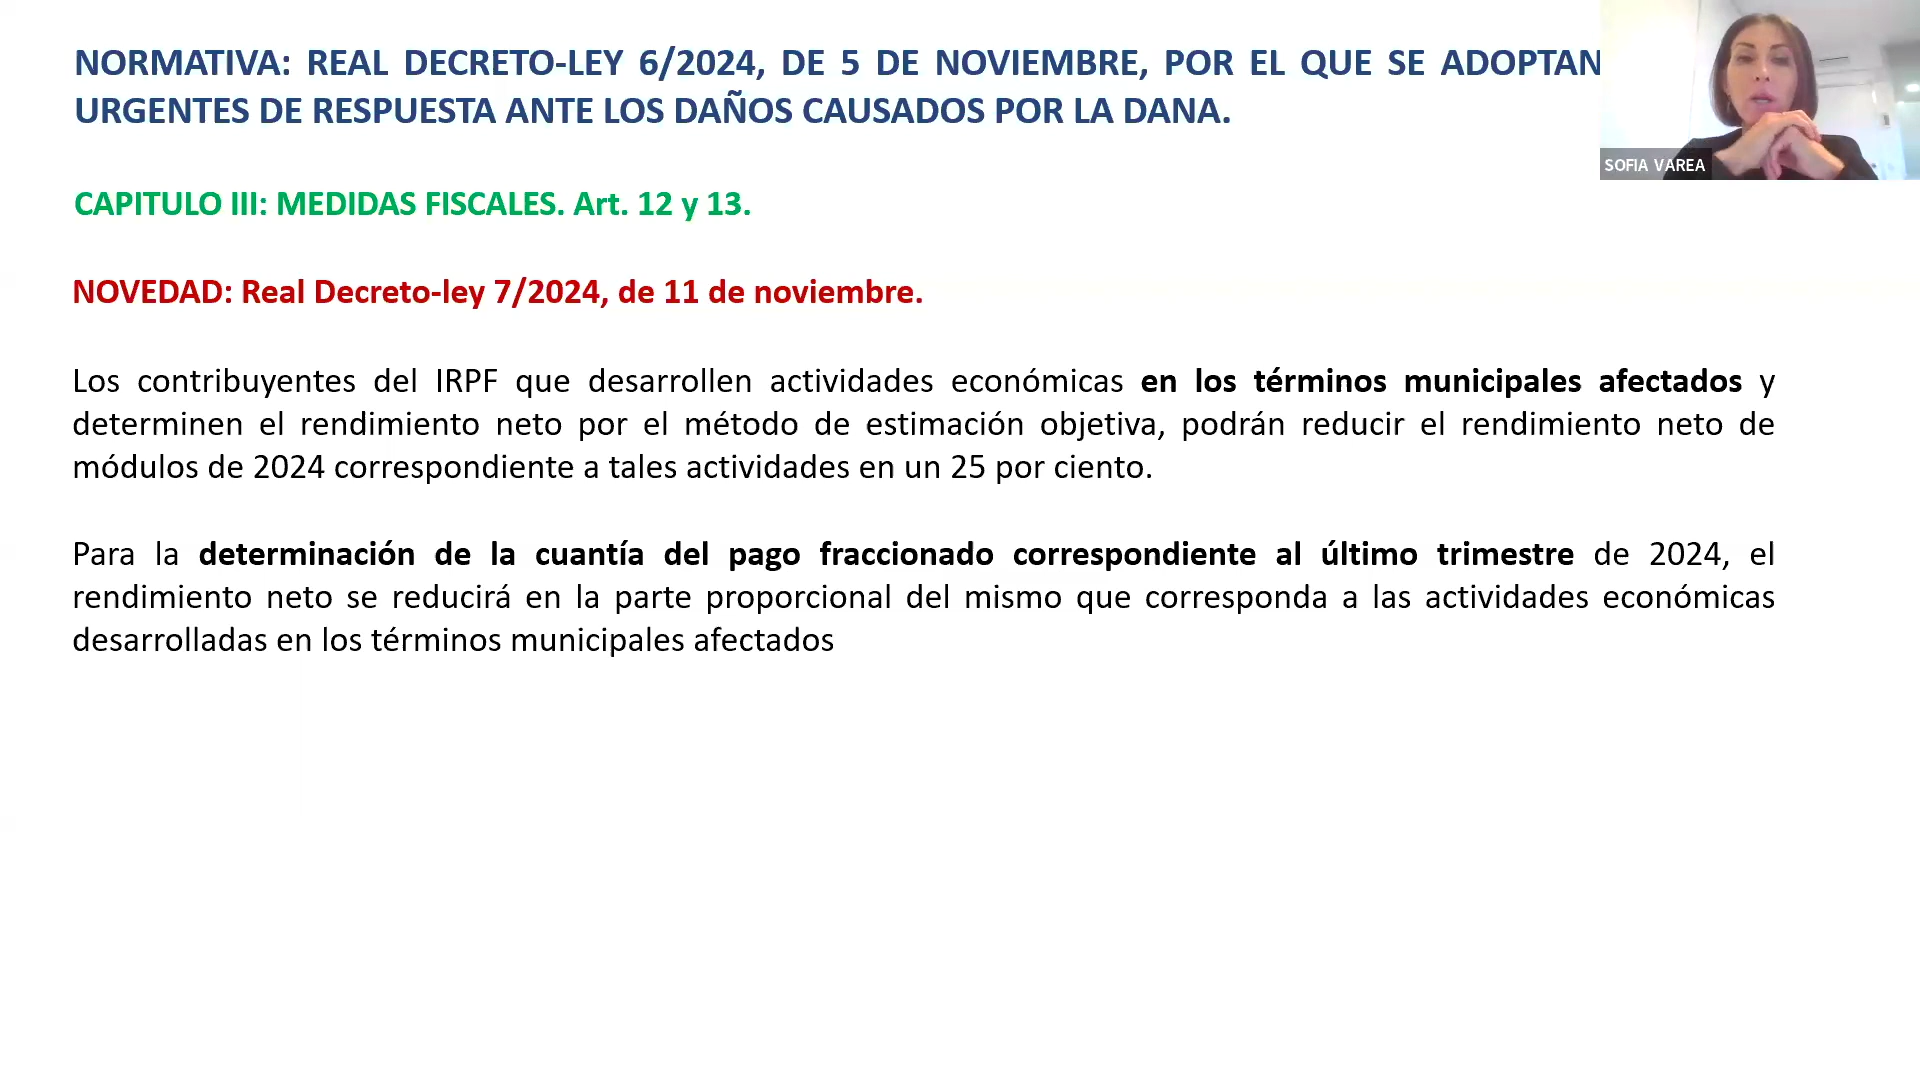 NORMATIVA: REAL DECRETO-LEY 6/2024, DE 5 DE NOVIEMBRE, POR EL QUE SE ADOPTAN
URGENTES DE RESPUESTA ANTE LOS DAÑOS CAUSADOS POR LA DANA.
SOFIA VAREA
CAPITULO III: MEDIDAS FISCALES. Art. 12 y 13.
NOVEDAD: Real Decreto-ley 7/2024, de 11 de noviembre.
Los contribuyentes del IRPF que desarrollen actividades económicas en los términos municipales afectados y
determinen el rendimiento neto por el método de estimación objetiva, podrán reducir el rendimiento neto de
módulos de 2024 correspondiente a tales actividades en un 25 por ciento.
Para la determinación de la cuantía del pago fraccionado correspondiente al último trimestre de 2024, el
rendimiento neto se reducirá en la parte proporcional del mismo que corresponda a las actividades económicas
desarrolladas en los términos municipales afectados